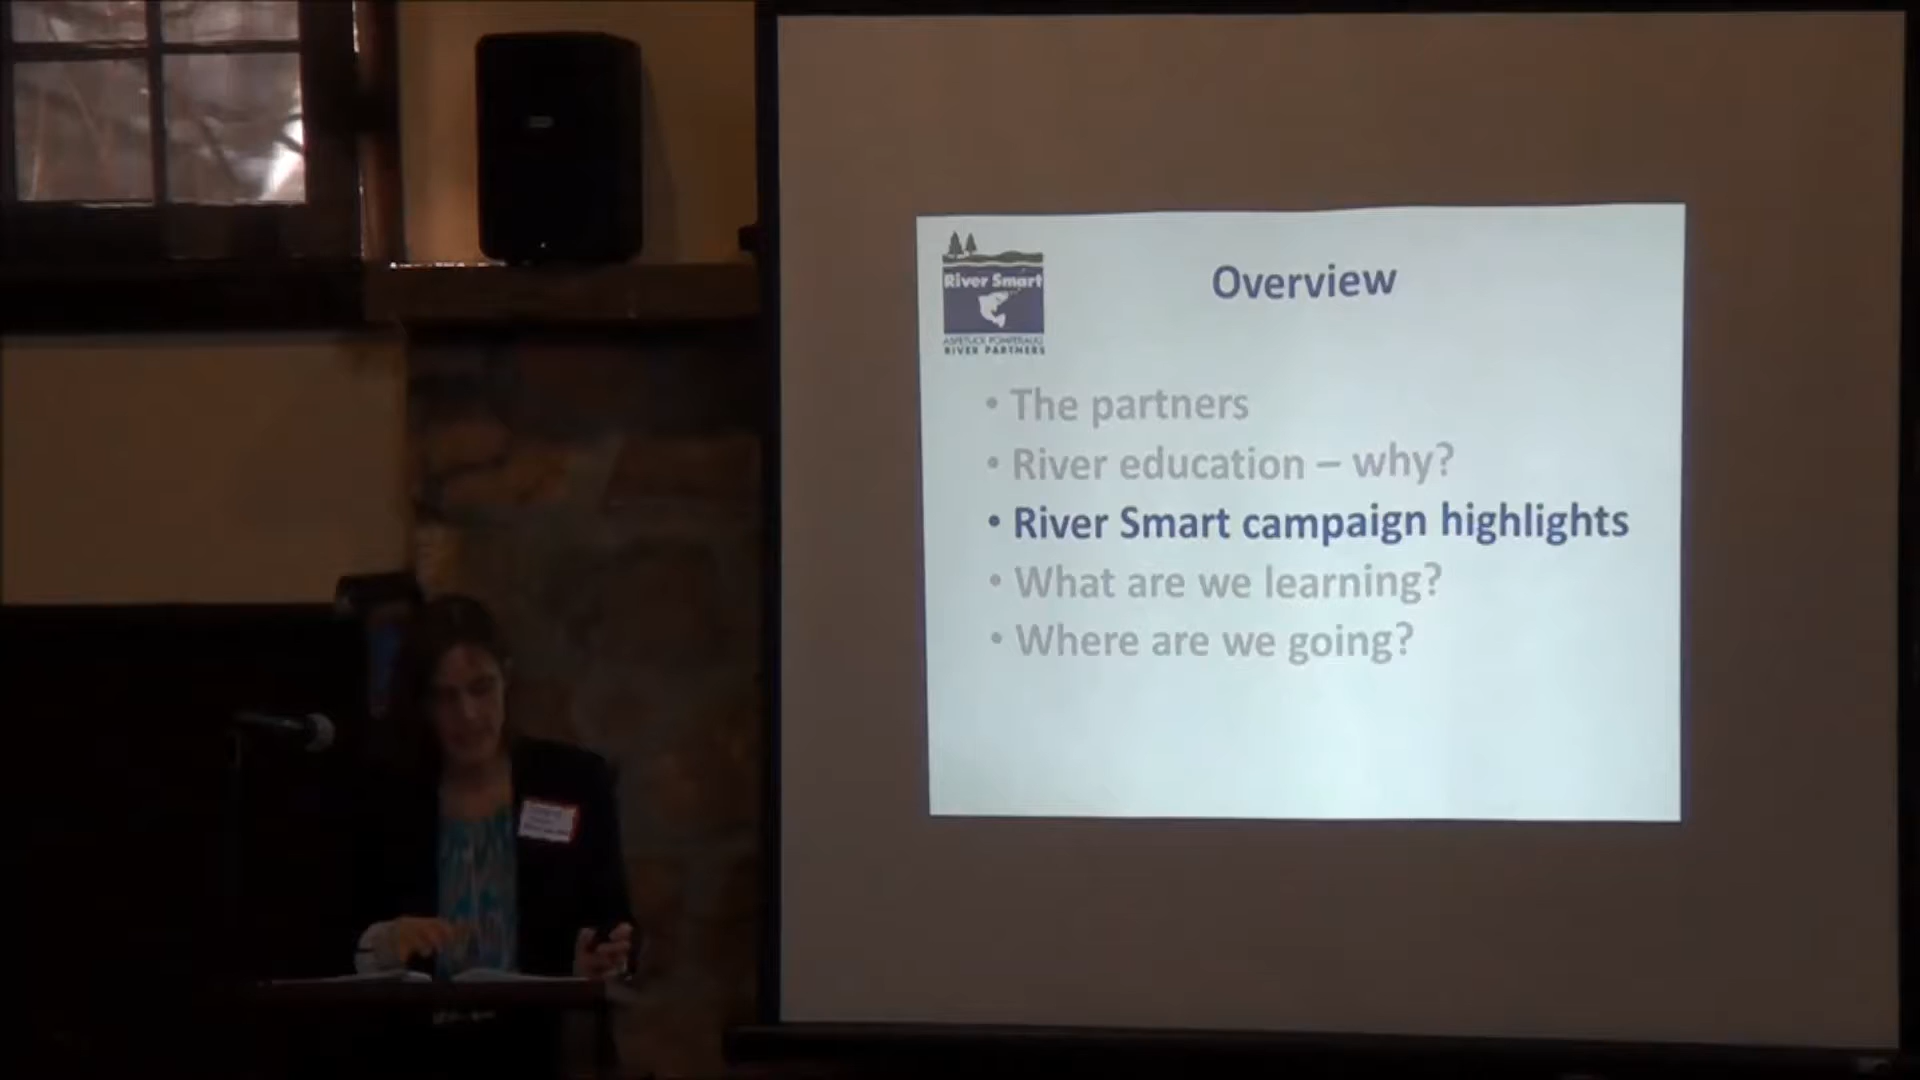 River Smart
ASPETUCK POMPERAUG
RIVER PARTNERS
Overview
• The partners
• River education – why?
• River Smart campaign highlights
• What are we learning?
• Where are we going?